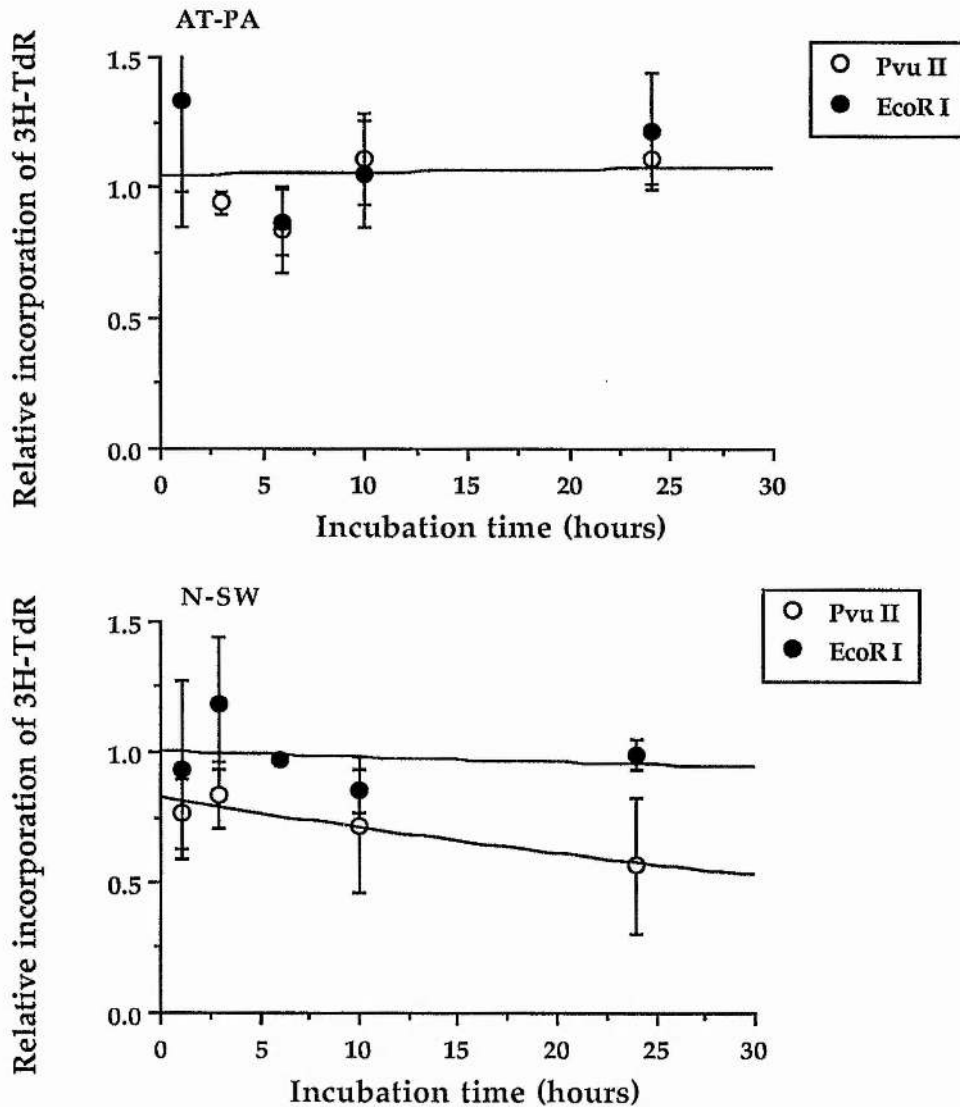 AT-PA
Relative incorporation of 3H-TdR
1.5
1.0
0.5
0.0
0 5 10 15 20 25 30
Incubation time (hours)
Pvu II
EcoR I
N-SW
Relative incorporation of 3H-TdR
1.5
1.0
0.5
0.0
0 5 10 15 20 25 30
Incubation time (hours)
Pvu II
EcoR I